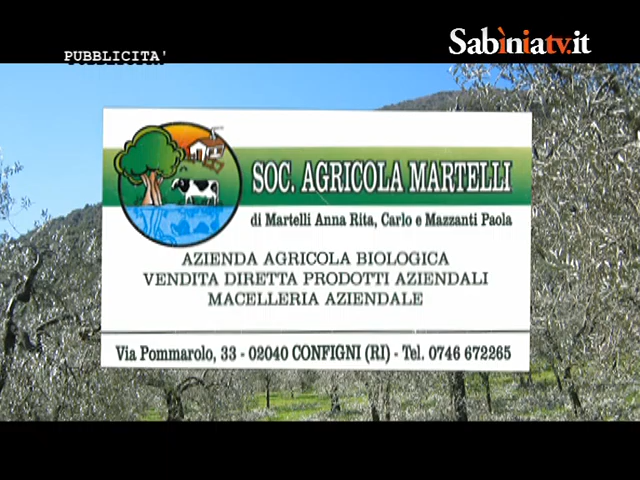 PUBBLICITA'
Sabiniatv.it
SOC. AGRICOLA MARTELLI
di Martelli Anna Rita, Carlo e Mazzanti Paola
AZIENDA AGRICOLA BIOLOGICA
VENDITA DIRETTA PRODOTTI AZIENDALI
MACELLERIA AZIENDALE
Via Pommarolo, 33 - 02040 CONFIGNI (RI) - Tel. 0746 672265